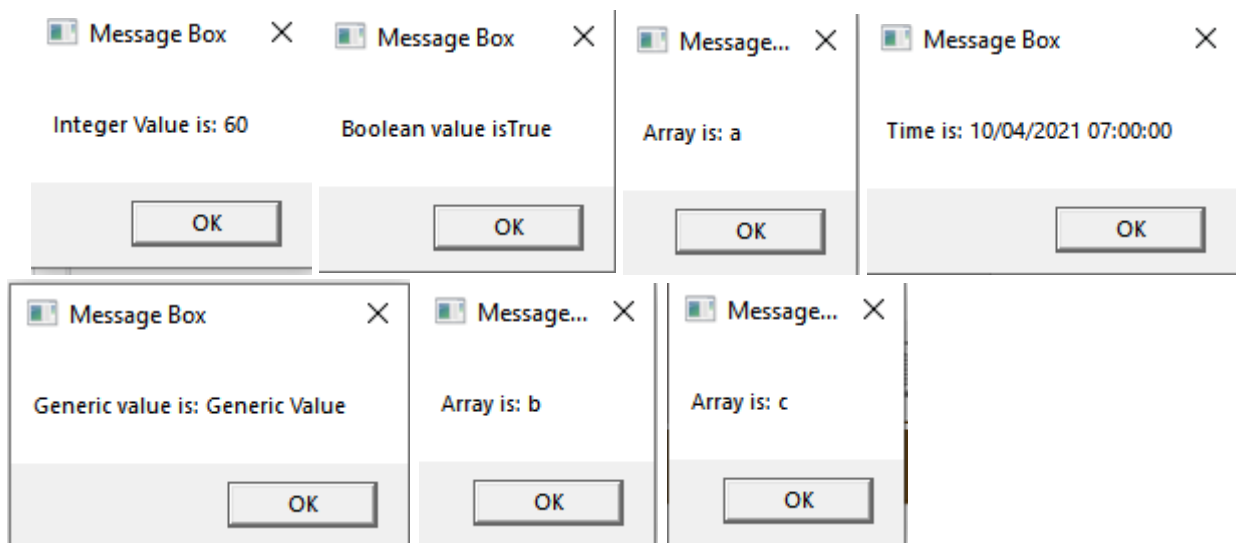 Message Box
Integer Value is: 60
OK
Message Box
Boolean value isTrue
OK
Message...
Array is: a
OK
Message Box
Time is: 10/04/2021 07:00:00
OK
Message Box
Generic value is: Generic Value
OK
Message...
Array is: b
OK
Message...
Array is: c
OK